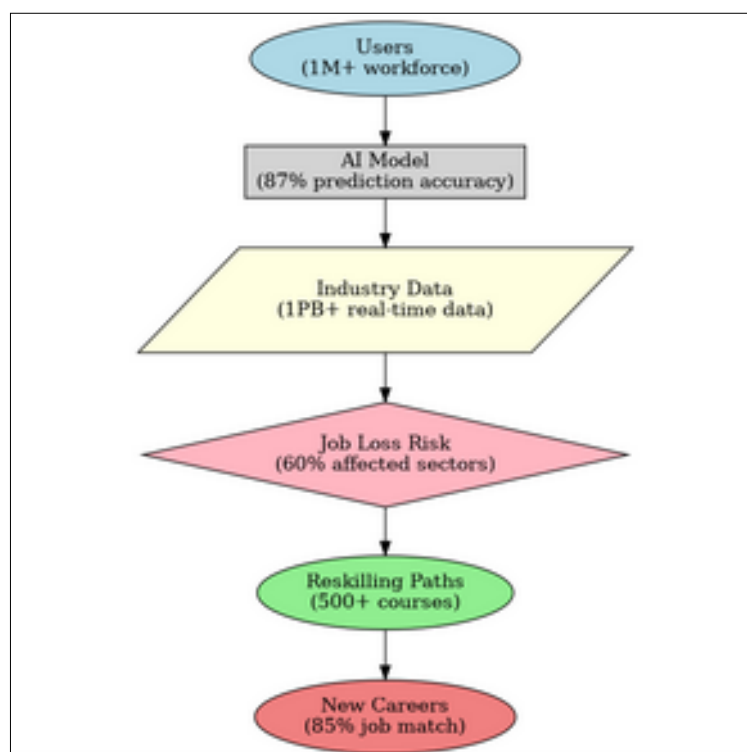 Users
(1M+ workforce)
AI Model
(87% prediction accuracy)
Industry Data
(1PB+ real-time data)
Job Loss Risk
(60% affected sectors)
Reskilling Paths
(500+ courses)
New Careers
(85% job match)